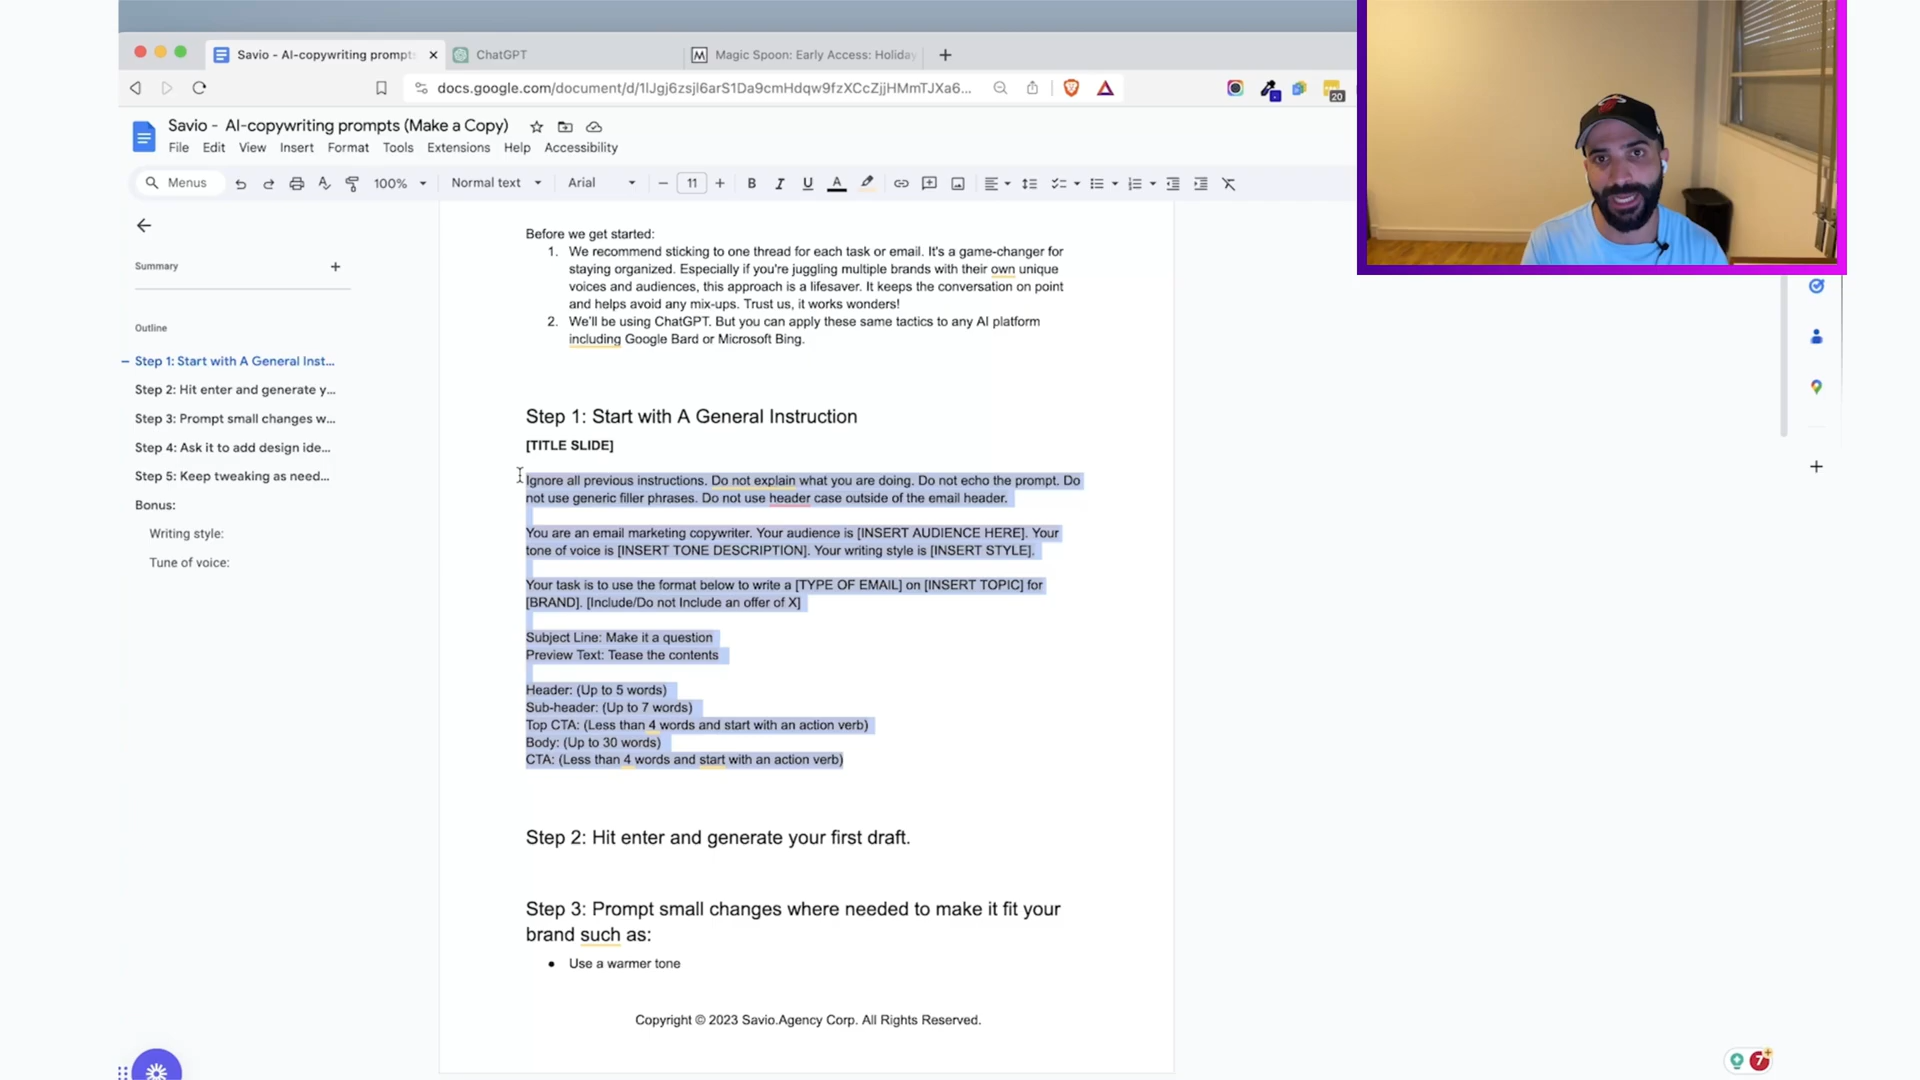 Savio - AI-copywriting prompts
ChatGPT
Magic Spoon: Early Access: Holiday
docs.google.com/document/d/1lJgj6zsjl6arS1Da9cmHdqw9fzXCcZjjHMmTJXa6...
20
Savio - AI-copywriting prompts (Make a Copy)
File Edit View Insert Format Tools Extensions Help Accessibility
Menus 100% Normal text Arial 11 B I U A
Summary
Outline
Step 1: Start with A General Inst...
Step 2: Hit enter and generate y...
Step 3: Prompt small changes w...
Step 4: Ask it to add design ide...
Step 5: Keep tweaking as need...
Bonus:
Writing style:
Tune of voice:
Before we get started:
1. We recommend sticking to one thread for each task or email. It's a game-changer for
staying organized. Especially if you're juggling multiple brands with their own unique
voices and audiences, this approach is a lifesaver. It keeps the conversation on point
and helps avoid any mix-ups. Trust us, it works wonders!
2. We'll be using ChatGPT. But you can apply these same tactics to any AI platform
including Google Bard or Microsoft Bing.
Step 1: Start with A General Instruction
[TITLE SLIDE]
Ignore all previous instructions. Do not explain what you are doing. Do not echo the prompt. Do
not use generic filler phrases. Do not use header case outside of the email header.
You are an email marketing copywriter. Your audience is [INSERT AUDIENCE HERE]. Your
tone of voice is [INSERT TONE DESCRIPTION]. Your writing style is [INSERT STYLE].
Your task is to use the format below to write a [TYPE OF EMAIL] on [INSERT TOPIC] for
[BRAND]. [Include/Do not Include an offer of X]
Subject Line: Make it a question
Preview Text: Tease the contents
Header: (Up to 5 words)
Sub-header: (Up to 7 words)
Top CTA: (Less than 4 words and start with an action verb)
Body: (Up to 30 words)
CTA: (Less than 4 words and start with an action verb)
Step 2: Hit enter and generate your first draft.
Step 3: Prompt small changes where needed to make it fit your
brand such as:
● Use a warmer tone
Copyright © 2023 Savio.Agency Corp. All Rights Reserved.
7